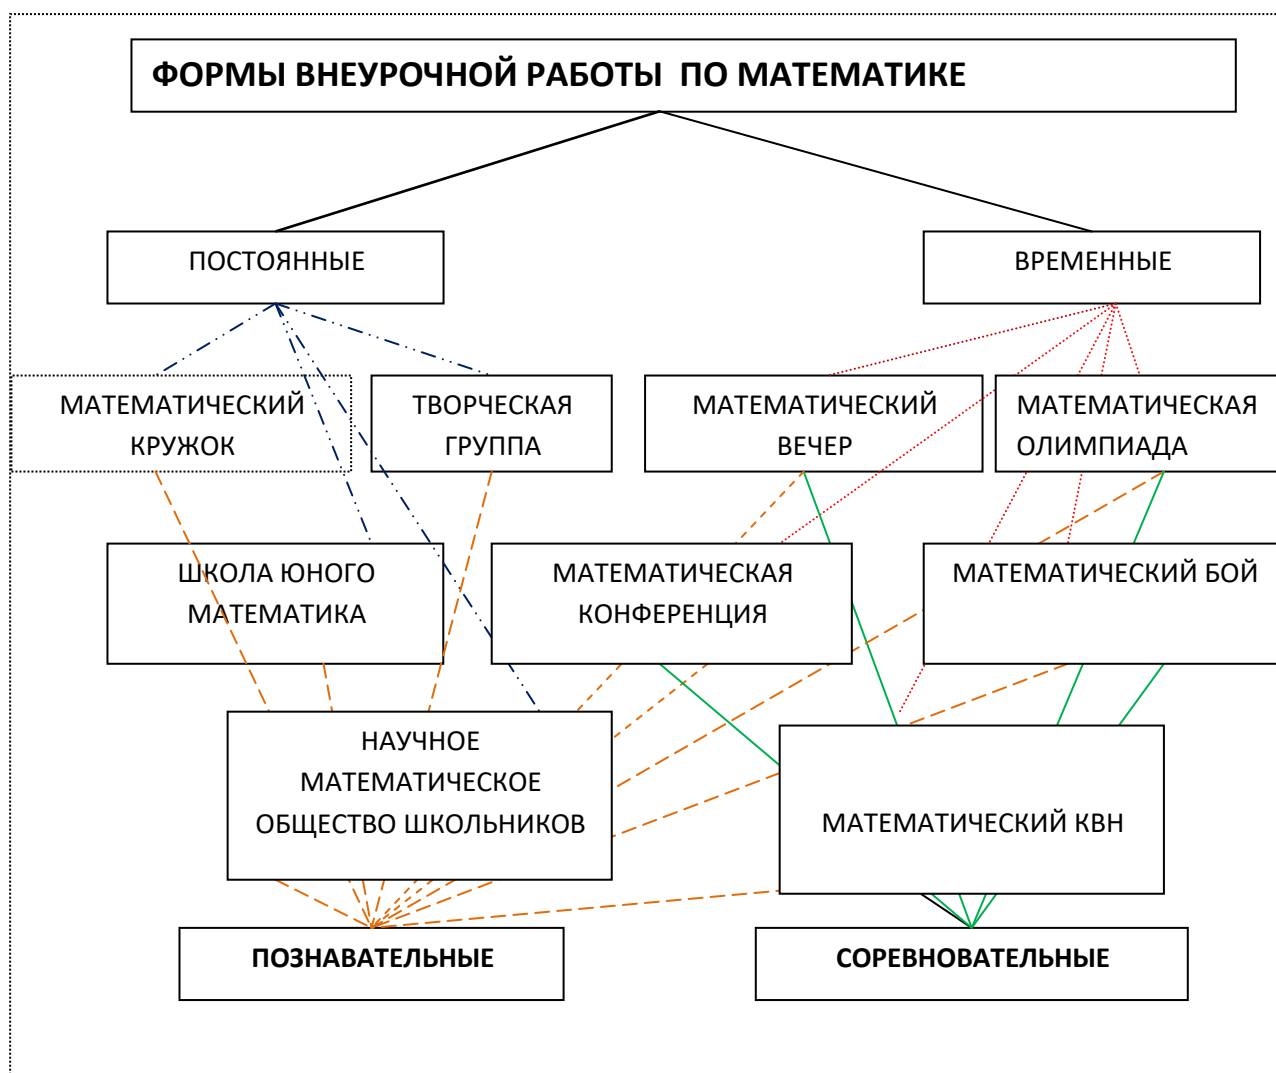 ФОРМЫ ВНЕУРОЧНОЙ РАБОТЫ ПО МАТЕМАТИКЕ
ПОСТОЯННЫЕ
ВРЕМЕННЫЕ
МАТЕМАТИЧЕСКИЙ
КРУЖОК
ТВОРЧЕСКАЯ
ГРУППА
МАТЕМАТИЧЕСКИЙ
ВЕЧЕР
МАТЕМАТИЧЕСКАЯ
ОЛИМПИАДА
ШКОЛА ЮНОГО
МАТЕМАТИКА
МАТЕМАТИЧЕСКАЯ
КОНФЕРЕНЦИЯ
МАТЕМАТИЧЕСКИЙ БОЙ
НАУЧНОЕ
МАТЕМАТИЧЕСКОЕ
ОБЩЕСТВО ШКОЛЬНИКОВ
МАТЕМАТИЧЕСКИЙ КВН
ПОЗНАВАТЕЛЬНЫЕ
СОРЕВНОВАТЕЛЬНЫЕ